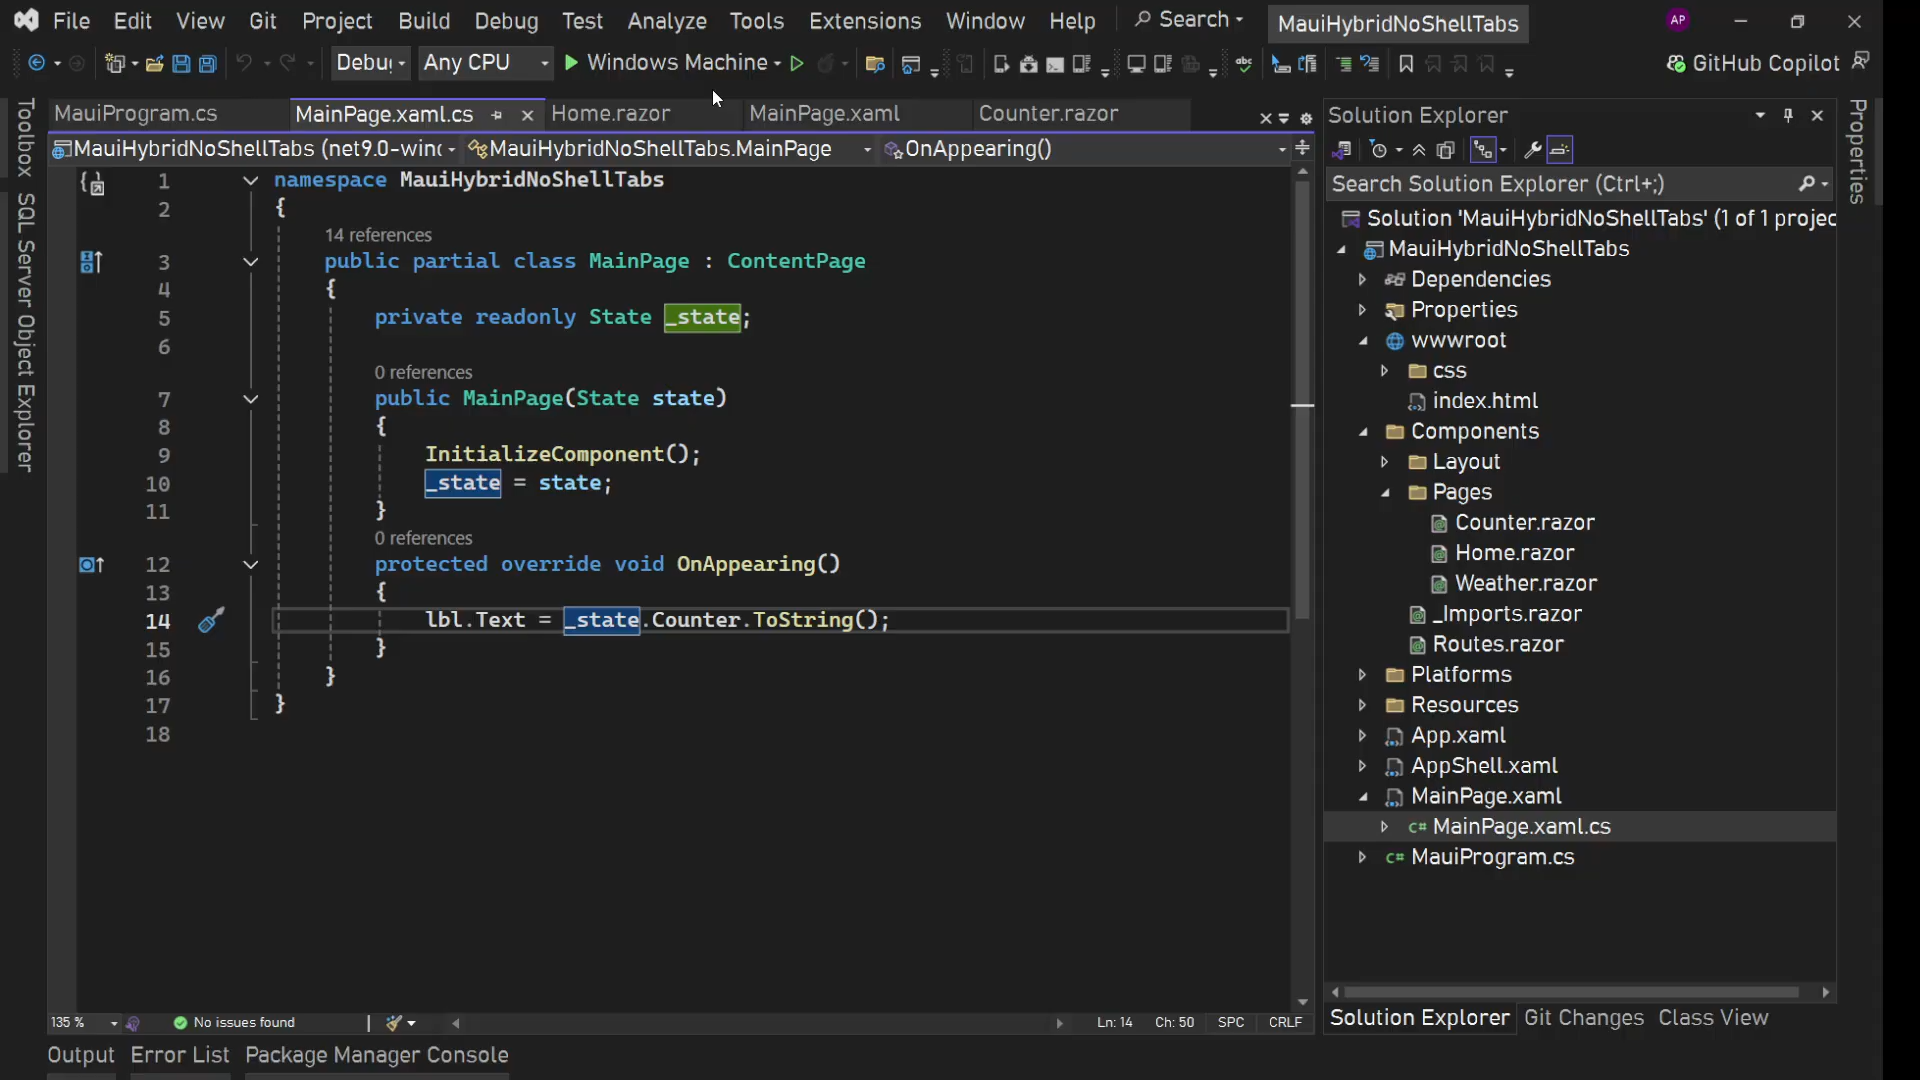 File Edit View Git Project Build Debug Test Analyze Tools Extensions Window Help Search MauiHybridNoShellTabs AP
Any CPU Windows Machine GitHub Copilot
MauiProgram.cs MainPage.xaml.cs Home.razor MainPage.xaml Counter.razor
MauiHybridNoShellTabs (net9.0-win MauiHybridNoShellTabs.MainPage OnAppearing()
Toolbox
SQL Server Object Explorer
1 namespace MauiHybridNoShellTabs
2 {
14 references
3 public partial class MainPage : ContentPage
4 {
5 private readonly State _state;
6
0 references
7 public MainPage(State state)
8 {
9 InitializeComponent();
10 _state = state;
11 }
0 references
12 protected override void OnAppearing()
13 {
14 lbl.Text = _state.Counter.ToString();
15 }
16 }
17 }
18
135 % No issues found Ln: 14 Ch: 50 SPC CRLF
Output Error List Package Manager Console
Solution Explorer
Search Solution Explorer (Ctrl+;)
Solution 'MauiHybridNoShellTabs' (1 of 1 projec
MauiHybridNoShellTabs
Dependencies
Properties
wwwroot
css
index.html
Components
Layout
Pages
Counter.razor
Home.razor
Weather.razor
_Imports.razor
Routes.razor
Platforms
Resources
App.xaml
AppShell.xaml
MainPage.xaml
C# MainPage.xaml.cs
C# MauiProgram.cs
Solution Explorer Git Changes Class View
Properties